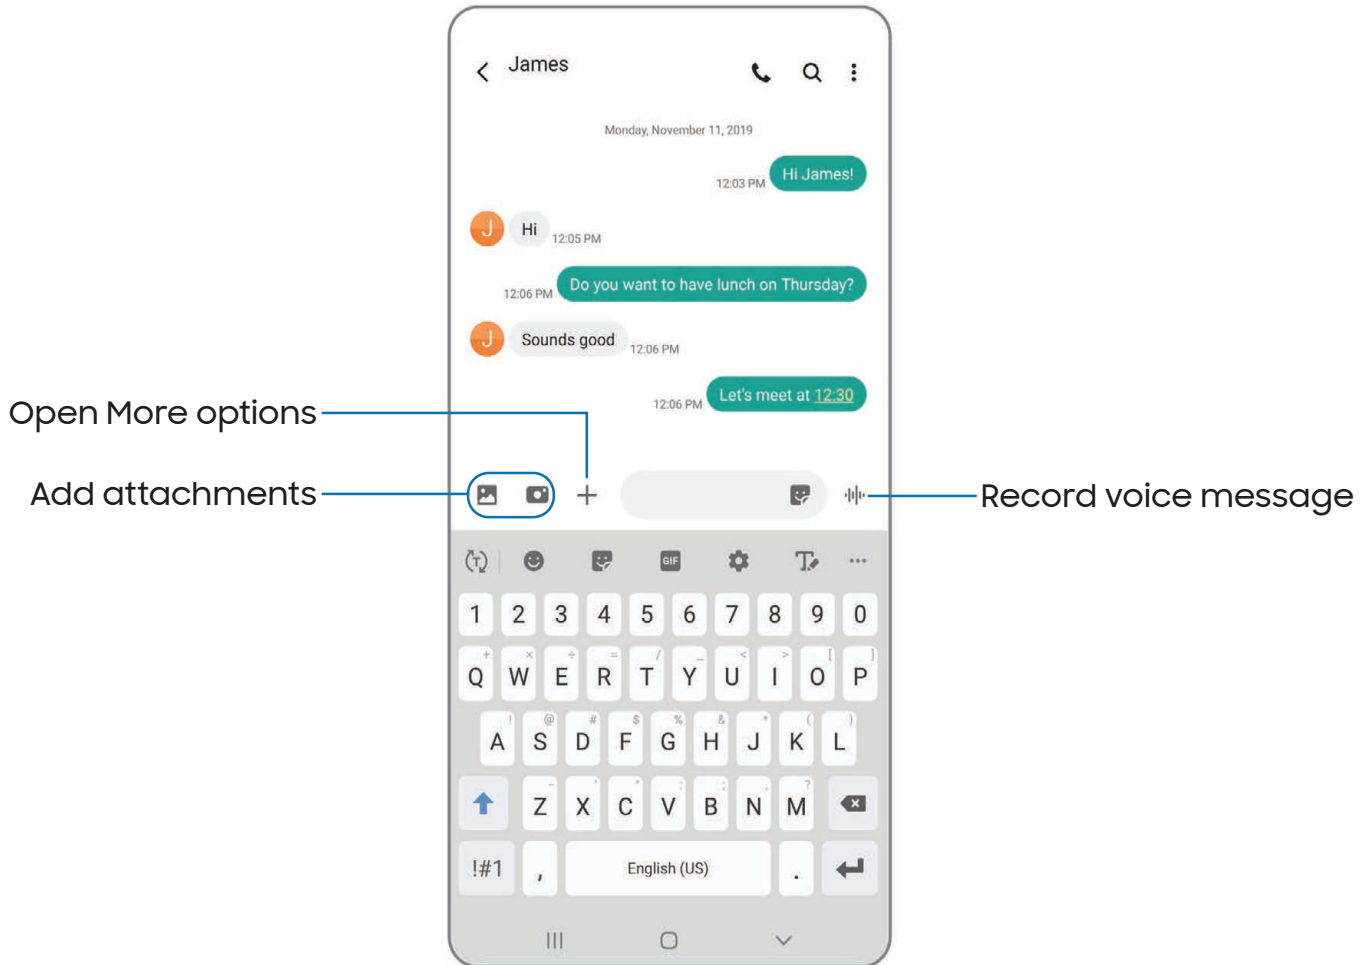 James
Monday, November 11, 2019
12:03 PM Hi James!
J Hi 12:05 PM
12:06 PM Do you want to have lunch on Thursday?
J Sounds good 12:06 PM
12:06 PM Let's meet at 12:30
Open More options
Add attachments
Record voice message
T GIF T
1 2 3 4 5 6 7 8 9 0
+ × ÷ = / _ < > [ ]
Q W E R T Y U I O P
! @ # $ % & * ( )
A S D F G H J K L
- ' " : ; , ?
Z X C V B N M
!#1 , English (US) .